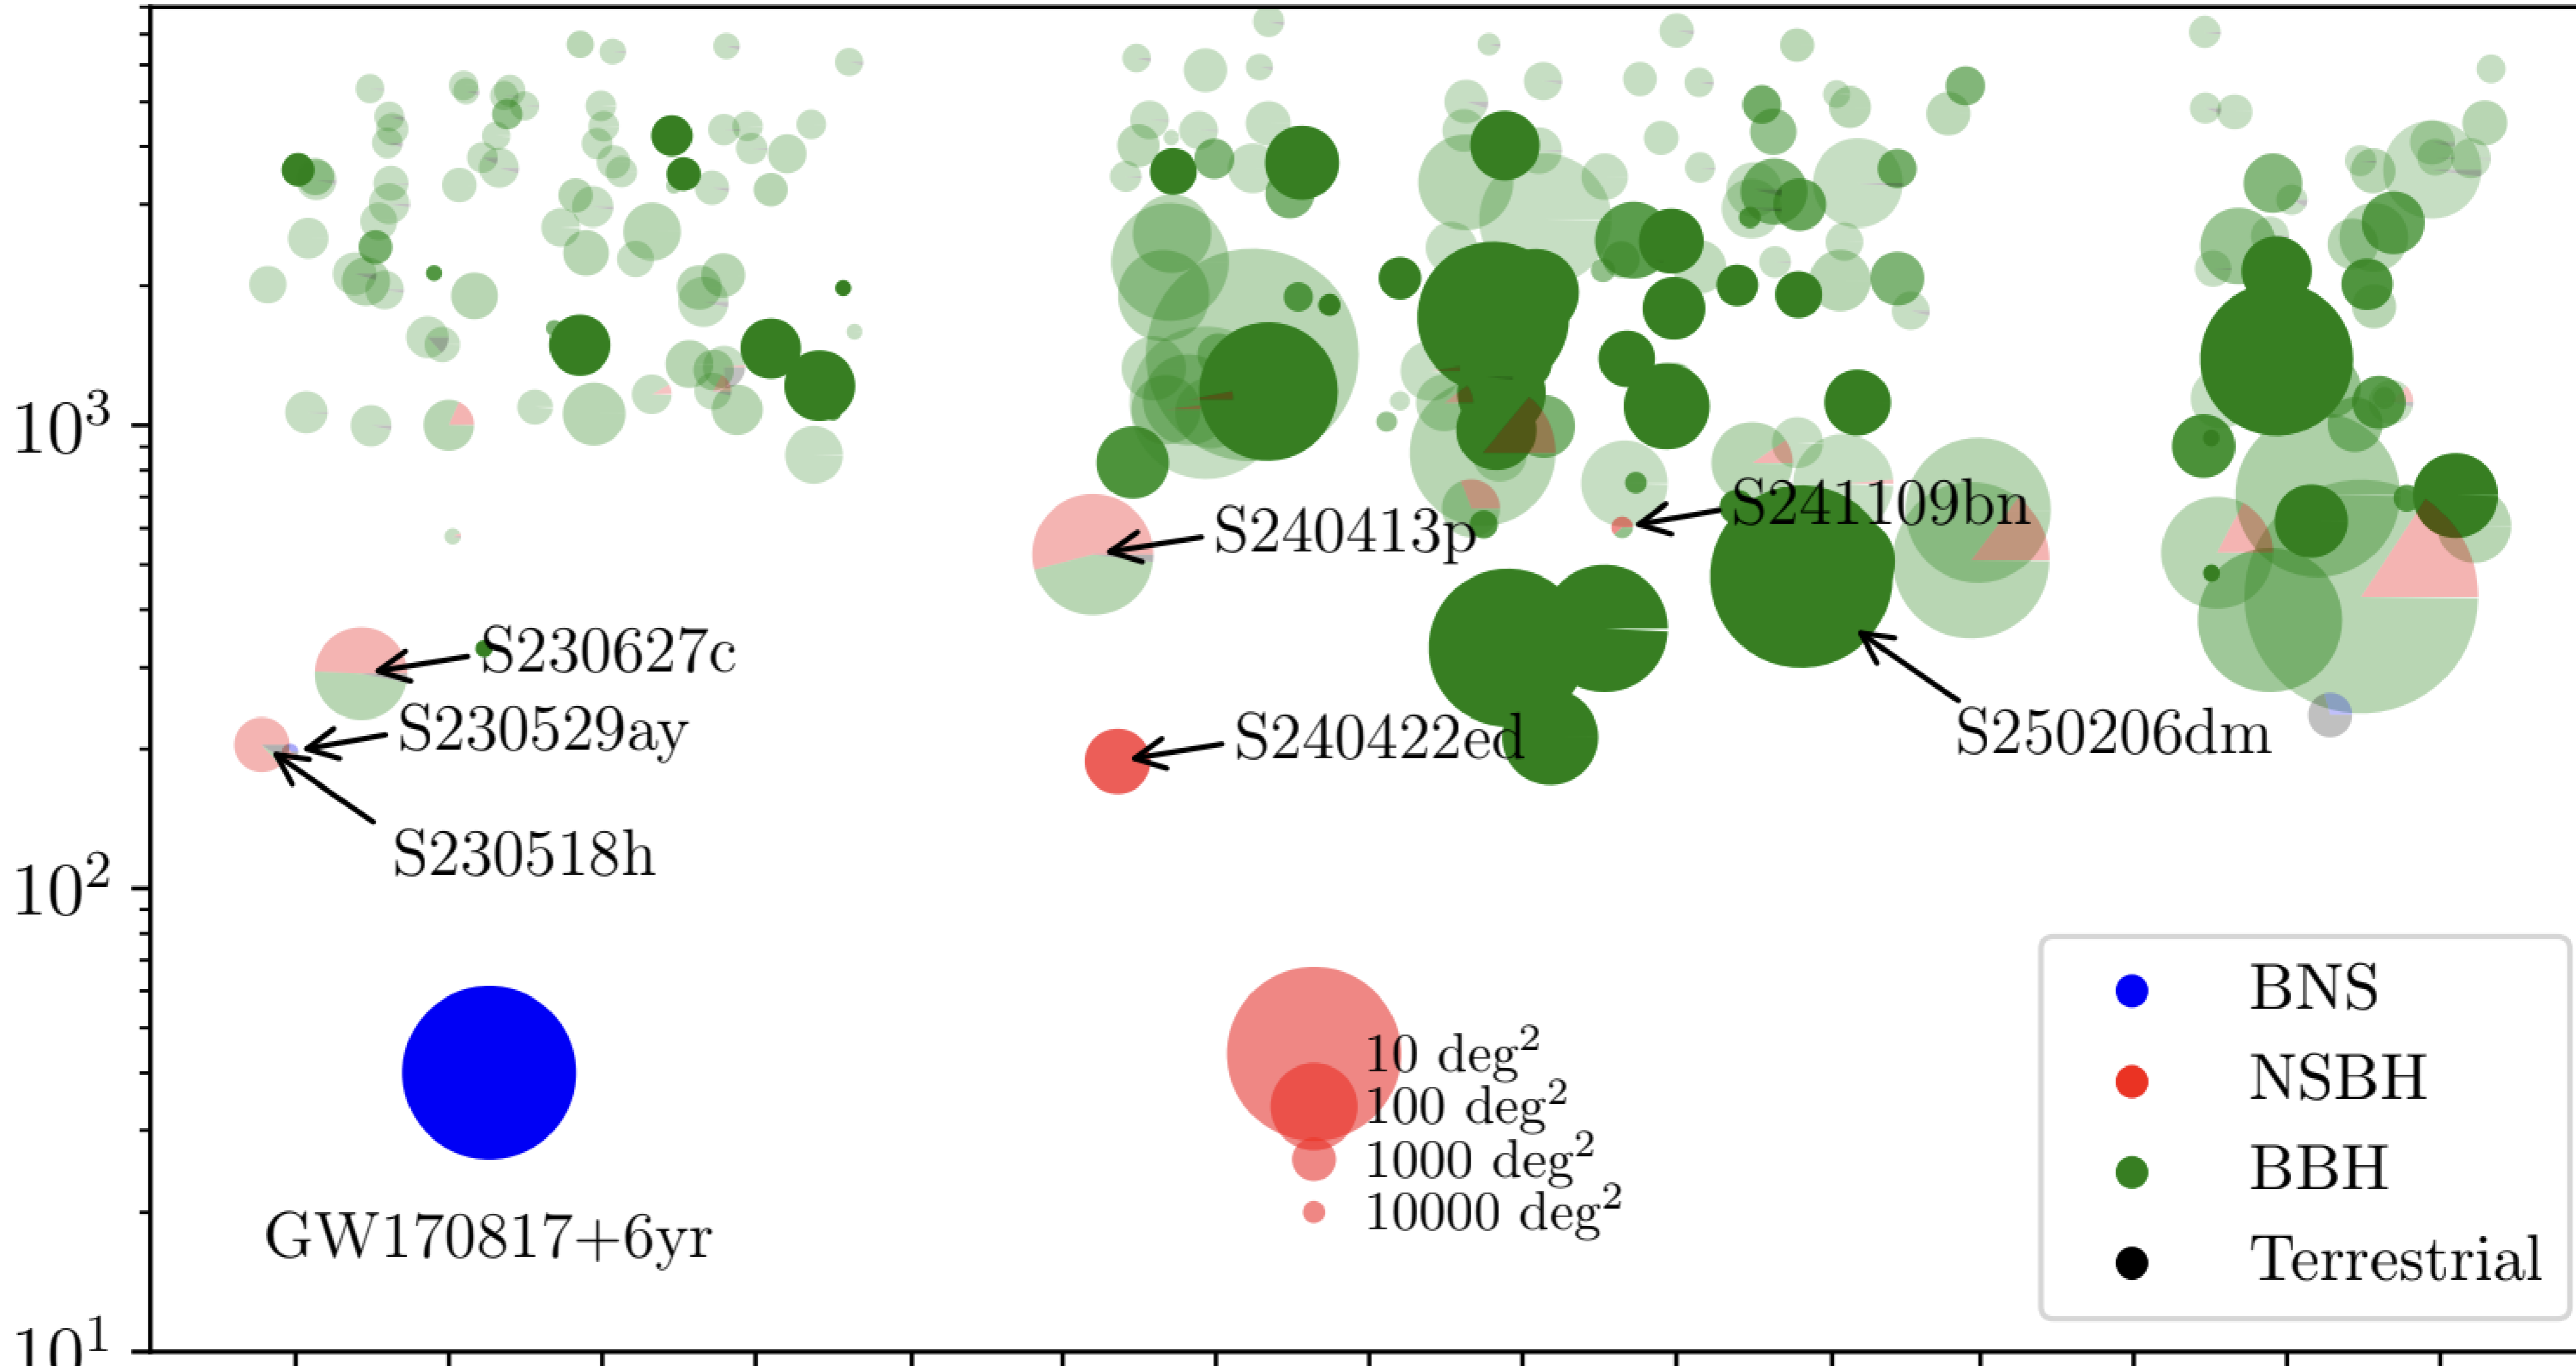 10³
S240413p
S241109bn
S230627c
S230529ay
S240422ed
S250206dm
S230518h
10²
BNS
10 deg²
NSBH
100 deg²
1000 deg²
BBH
10000 deg²
GW170817+6yr
Terrestrial
10¹